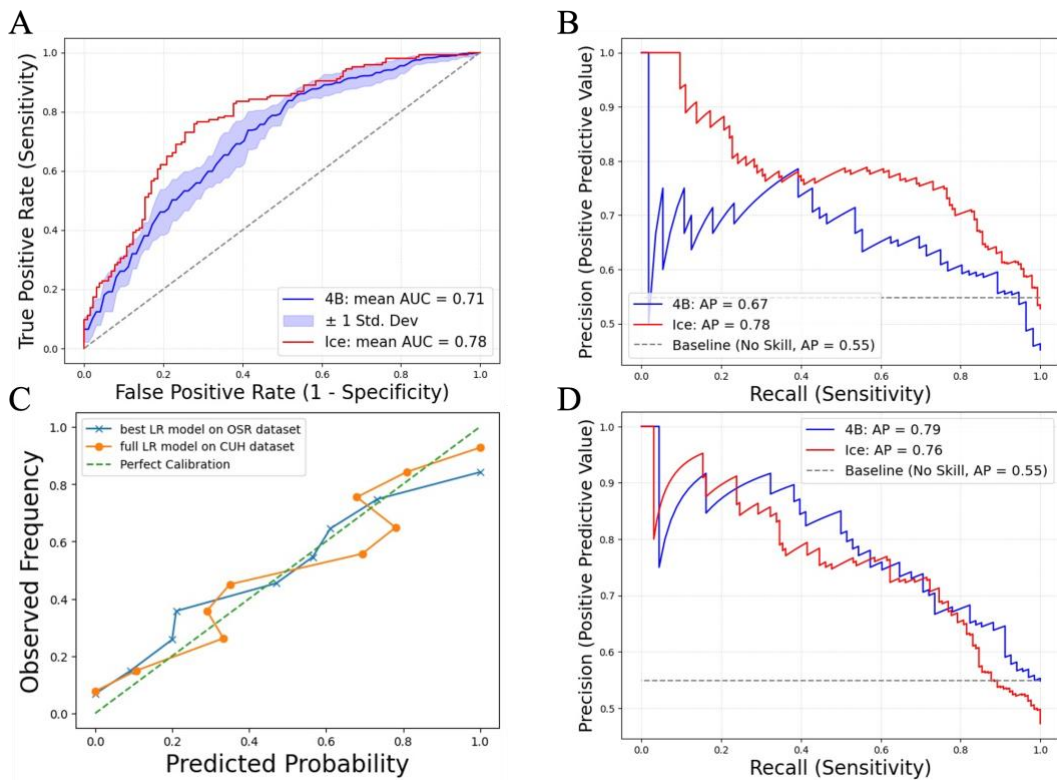 A
True Positive Rate (Sensitivity)
1.0
0.8
0.6
0.4
0.2
0.0
4B: mean AUC = 0.71
± 1 Std. Dev
Ice: mean AUC = 0.78
0.0 0.2 0.4 0.6 0.8 1.0
False Positive Rate (1 - Specificity)
B
Precision (Positive Predictive Value)
1.0
0.9
0.8
0.7
0.6
0.5
4B: AP = 0.67
Ice: AP = 0.78
Baseline (No Skill, AP = 0.55)
0.0 0.2 0.4 0.6 0.8 1.0
Recall (Sensitivity)
C
Observed Frequency
1.0
0.8
0.6
0.4
0.2
0.0
best LR model on OSR dataset
full LR model on CUH dataset
Perfect Calibration
0.0 0.2 0.4 0.6 0.8 1.0
Predicted Probability
D
Precision (Positive Predictive Value)
1.0
0.9
0.8
0.7
0.6
0.5
4B: AP = 0.79
Ice: AP = 0.76
Baseline (No Skill, AP = 0.55)
0.0 0.2 0.4 0.6 0.8 1.0
Recall (Sensitivity)